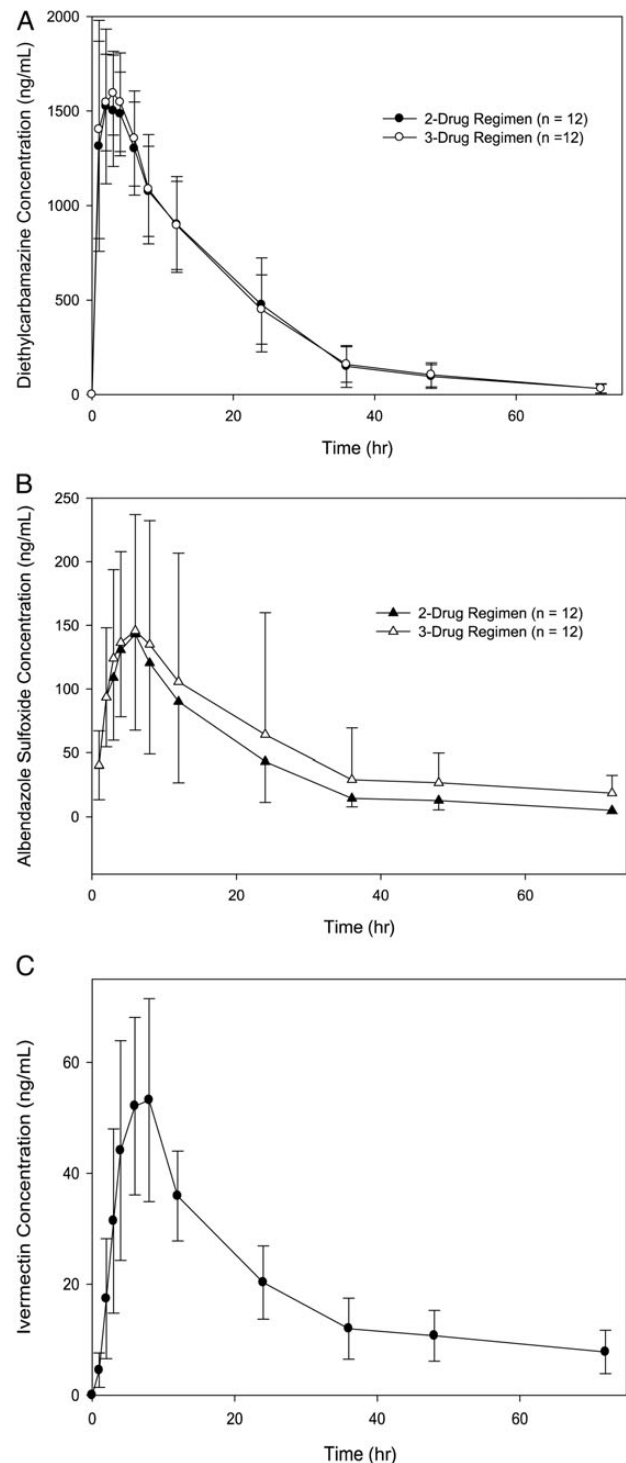 A
Diethylcarbamazine Concentration (ng/mL)
2000
1500
1000
500
0
2-Drug Regimen (n = 12)
3-Drug Regimen (n =12)
0
20
40
60
Time (hr)
B
Albendazole Sulfoxide Concentration (ng/mL)
250
200
150
100
50
0
2-Drug Regimen (n = 12)
3-Drug Regimen (n = 12)
0
20
40
60
Time (hr)
C
Ivermectin Concentration (ng/mL)
60
40
20
0
0
20
40
60
Time (hr)